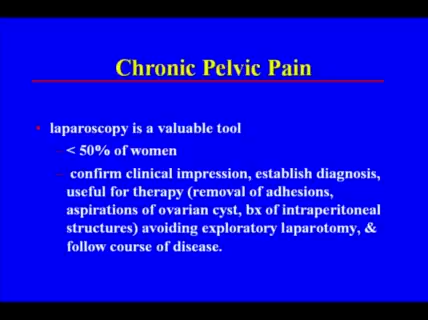 Chronic Pelvic Pain
• laparoscopy is a valuable tool
– < 50% of women
– confirm clinical impression, establish diagnosis,
useful for therapy (removal of adhesions,
aspirations of ovarian cyst, bx of intraperitoneal
structures) avoiding exploratory laparotomy, &
follow course of disease.